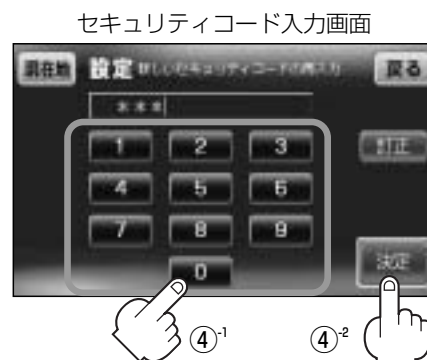 セキュリティコード入力画面
現在地 設定 新しいセキュリティコードの再入力 戻る
***
1 2 3 訂正
4 5 6
7 8 9
0 決定
④-1 ④-2